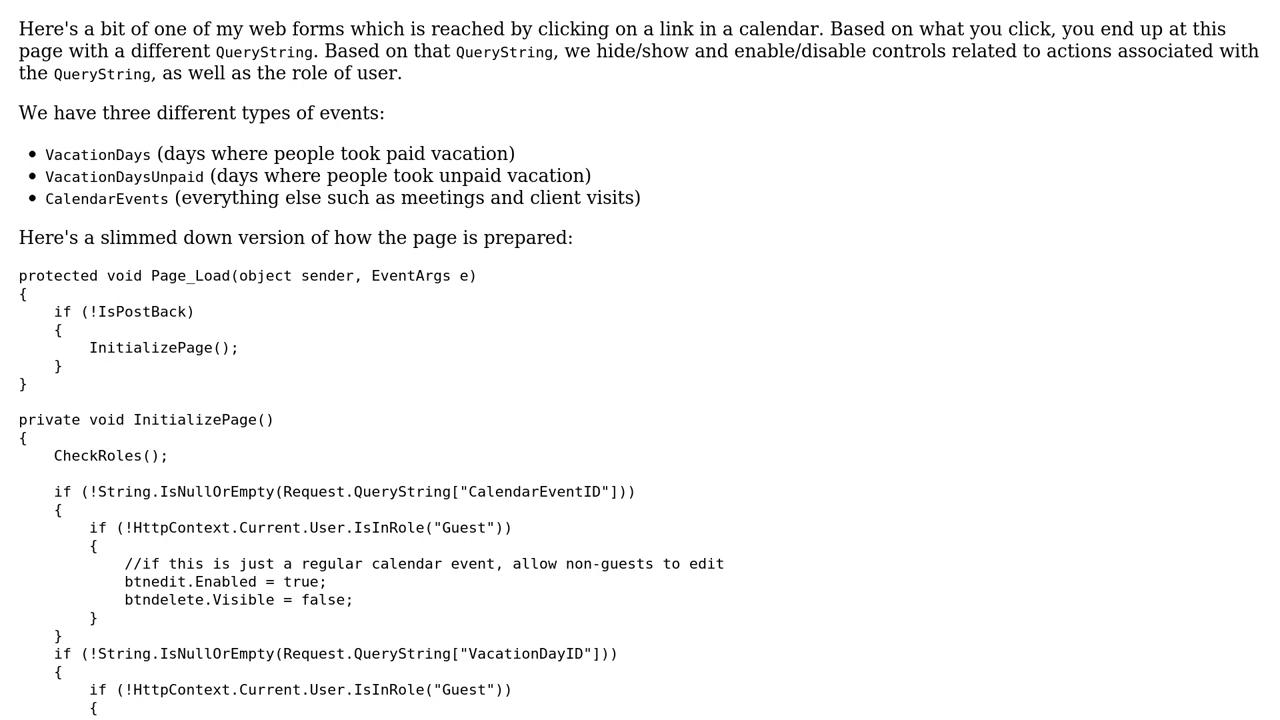 Here's a bit of one of my web forms which is reached by clicking on a link in a calendar. Based on what you click, you end up at this
page with a different QueryString. Based on that QueryString, we hide/show and enable/disable controls related to actions associated with
the QueryString, as well as the role of user.
We have three different types of events:
• VacationDays (days where people took paid vacation)
• VacationDaysUnpaid (days where people took unpaid vacation)
• CalendarEvents (everything else such as meetings and client visits)
Here's a slimmed down version of how the page is prepared:
protected void Page_Load(object sender, EventArgs e)
{
    if (!IsPostBack)
    {
        InitializePage();
    }
}
private void InitializePage()
{
    CheckRoles();
    if (!String.IsNullOrEmpty(Request.QueryString["CalendarEventID"]))
    {
        if (!HttpContext.Current.User.IsInRole("Guest"))
        {
            //if this is just a regular calendar event, allow non-guests to edit
            btnedit.Enabled = true;
            btndelete.Visible = false;
        }
    }
    if (!String.IsNullOrEmpty(Request.QueryString["VacationDayID"]))
    {
        if (!HttpContext.Current.User.IsInRole("Guest"))
        {